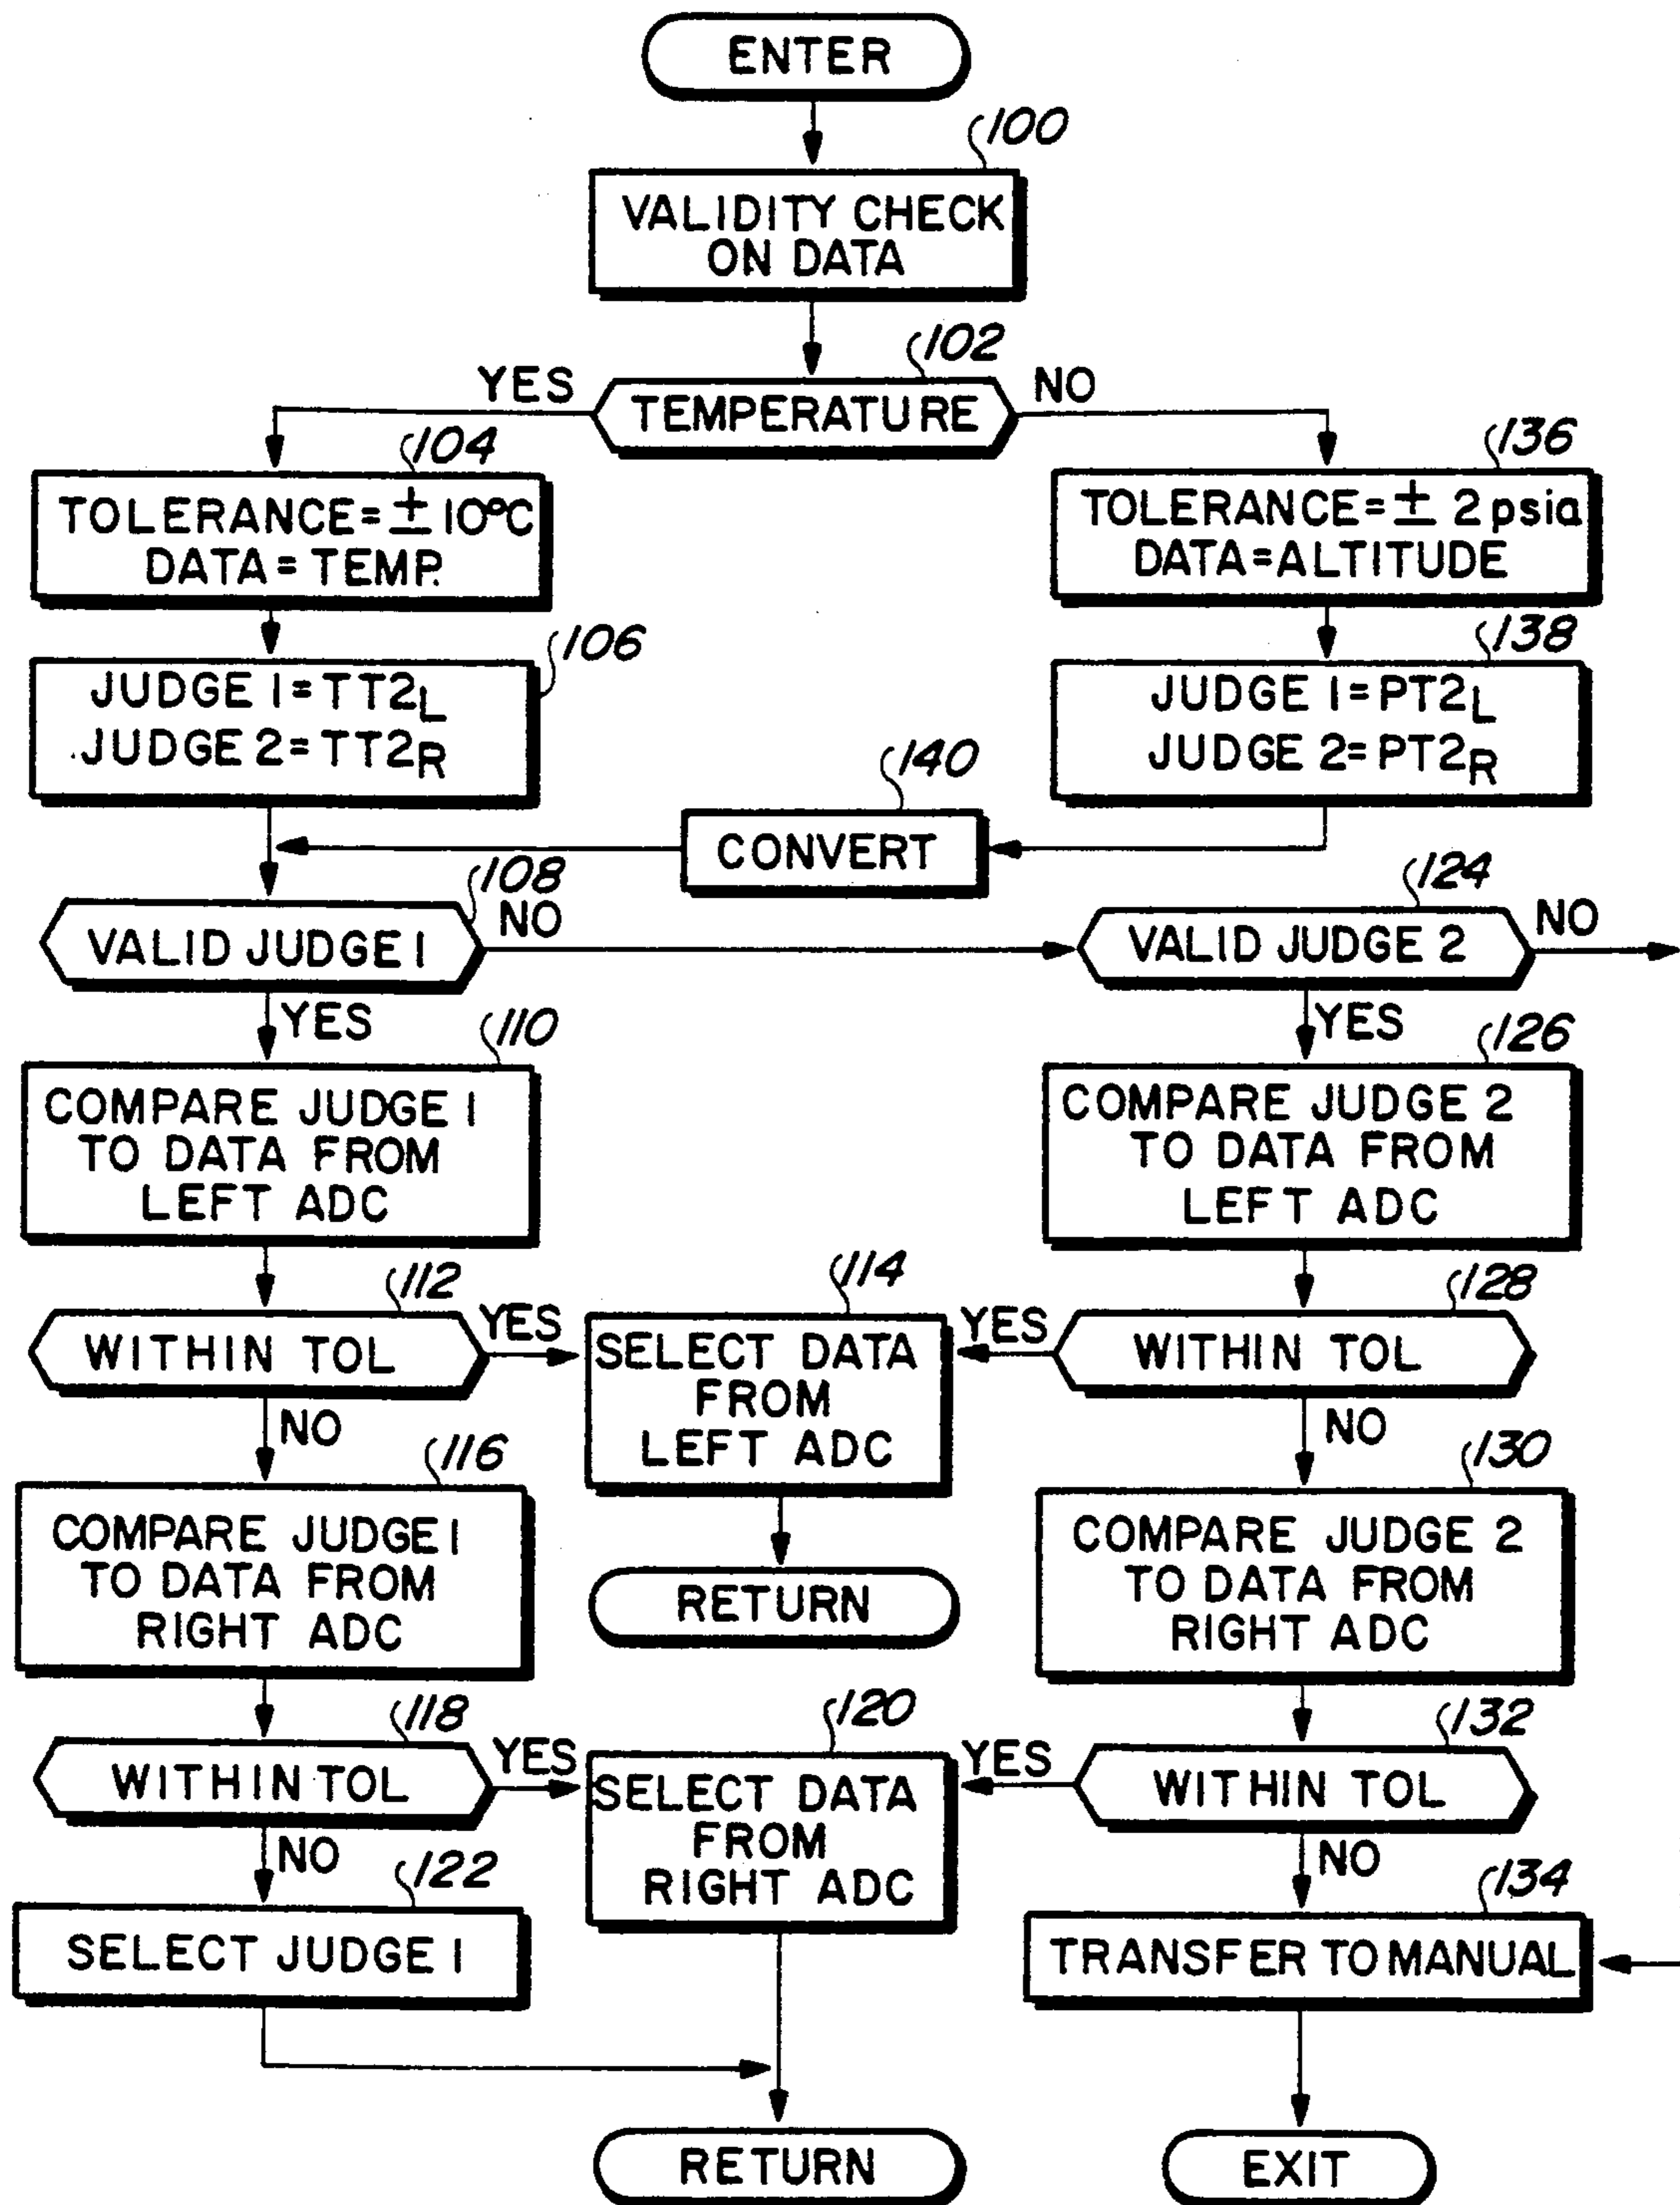 ENTER
100
VALIDITY CHECK
ON DATA
102
YES
TEMPERATURE
NO
104
TOLERANCE=±10°C
DATA=TEMP.
136
TOLERANCE=± 2 psia
DATA=ALTITUDE
106
JUDGE 1=TT2L
JUDGE 2=TT2R
138
JUDGE 1=PT2L
JUDGE 2=PT2R
140
CONVERT
108
VALID JUDGE 1
NO
124
VALID JUDGE 2
NO
YES
YES
110
COMPARE JUDGE 1
TO DATA FROM
LEFT ADC
126
COMPARE JUDGE 2
TO DATA FROM
LEFT ADC
112
WITHIN TOL
YES
114
SELECT DATA
FROM
LEFT ADC
YES
128
WITHIN TOL
NO
NO
RETURN
116
COMPARE JUDGE 1
TO DATA FROM
RIGHT ADC
130
COMPARE JUDGE 2
TO DATA FROM
RIGHT ADC
118
WITHIN TOL
YES
120
SELECT DATA
FROM
RIGHT ADC
YES
132
WITHIN TOL
NO
NO
122
SELECT JUDGE 1
134
TRANSFER TO MANUAL
RETURN
EXIT